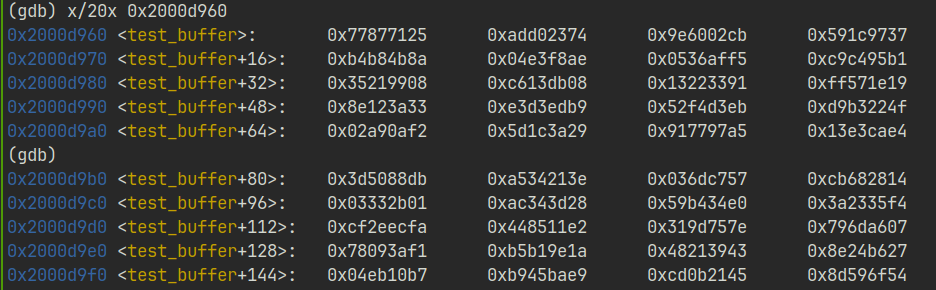 (gdb) x/20x 0x2000d960
0x2000d960 <test_buffer>: 0x77877125 0xadd02374 0x9e6002cb 0x591c9737
0x2000d970 <test_buffer+16>: 0xb4b84b8a 0x04e3f8ae 0x0536aff5 0xc9c495b1
0x2000d980 <test_buffer+32>: 0x35219908 0xc613db08 0x13223391 0xff571e19
0x2000d990 <test_buffer+48>: 0x8e123a33 0xe3d3edb9 0x52f4d3eb 0xd9b3224f
0x2000d9a0 <test_buffer+64>: 0x02a90af2 0x5d1c3a29 0x917797a5 0x13e3cae4
(gdb)
0x2000d9b0 <test_buffer+80>: 0x3d5088db 0xa534213e 0x036dc757 0xcb682814
0x2000d9c0 <test_buffer+96>: 0x03332b01 0xac343d28 0x59b434e0 0x3a2335f4
0x2000d9d0 <test_buffer+112>: 0xcf2eecfa 0x448511e2 0x319d757e 0x796da607
0x2000d9e0 <test_buffer+128>: 0x78093af1 0xb5b19e1a 0x48213943 0x8e24b627
0x2000d9f0 <test_buffer+144>: 0x04eb10b7 0xb945bae9 0xcd0b2145 0x8d596f54